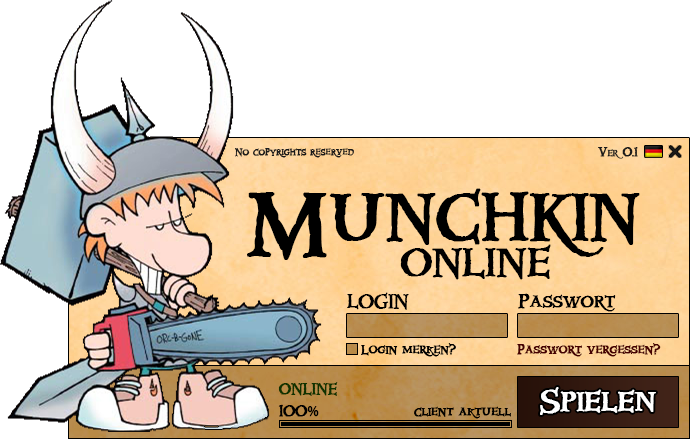 No copyrights reserved
Ver 0.1
Munchkin
Online
Login
Passwort
Login merken?
Passwort vergessen?
Orc-B-Gone
Online
100%
Client aktuell
Spielen